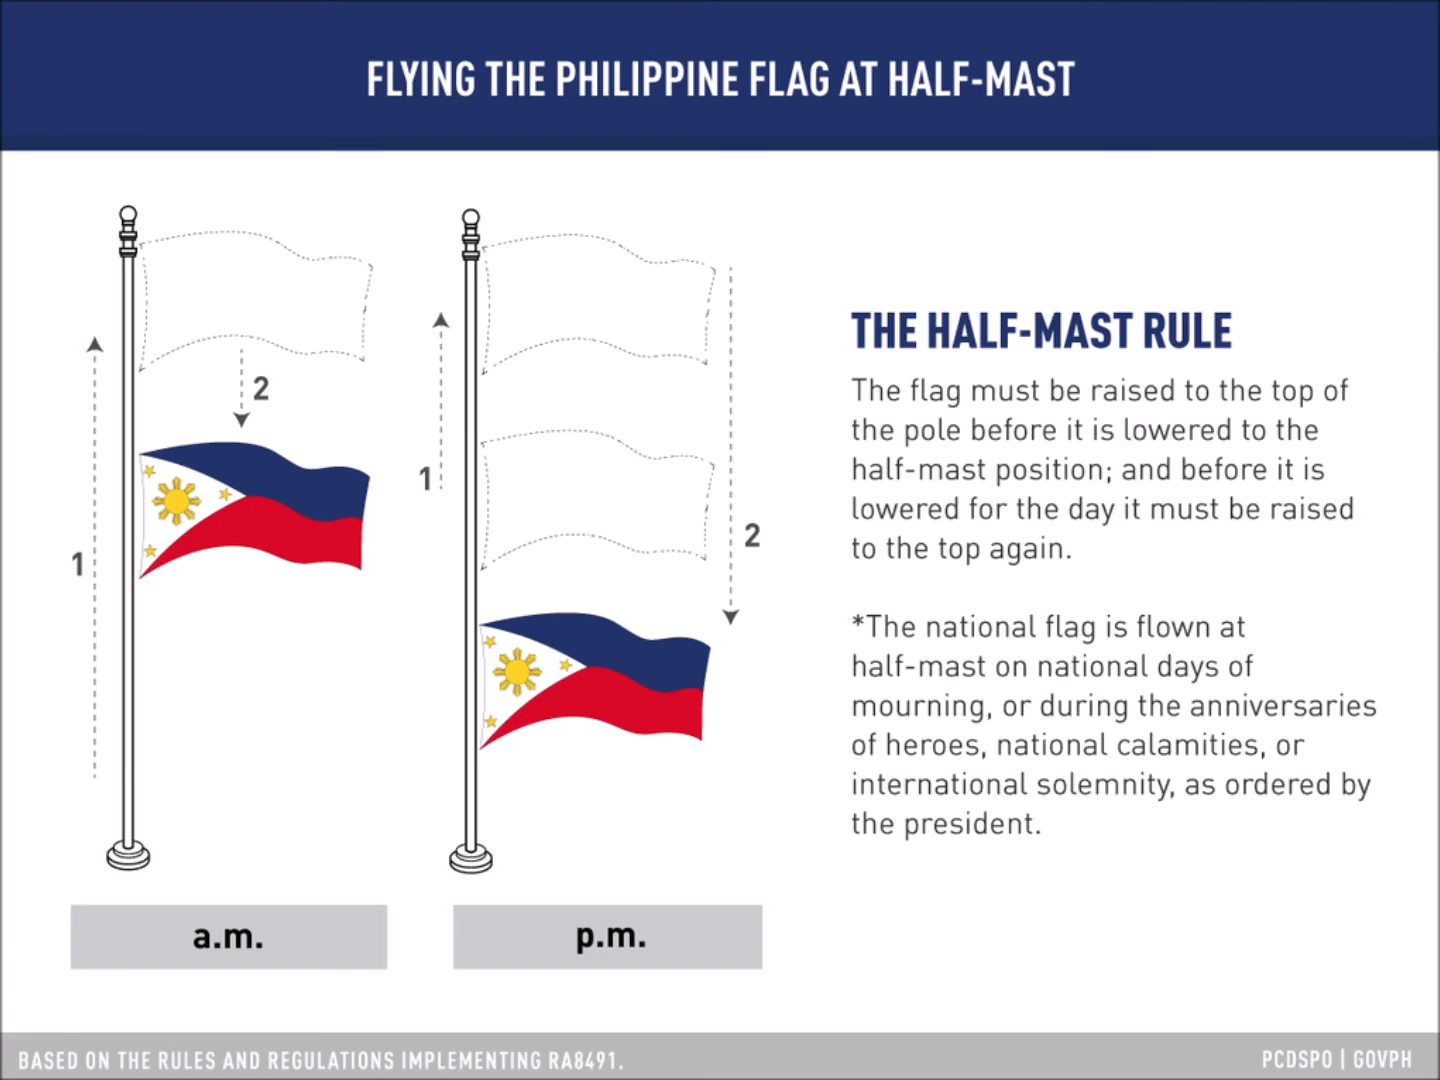 FLYING THE PHILIPPINE FLAG AT HALF-MAST
2
1
a.m.
1
2
p.m.
THE HALF-MAST RULE
The flag must be raised to the top of
the pole before it is lowered to the
half-mast position; and before it is
lowered for the day it must be raised
to the top again.
*The national flag is flown at
half-mast on national days of
mourning, or during the anniversaries
of heroes, national calamities, or
international solemnity, as ordered by
the president.
BASED ON THE RULES AND REGULATIONS IMPLEMENTING RA8491.
PCDSPO | GOVPH